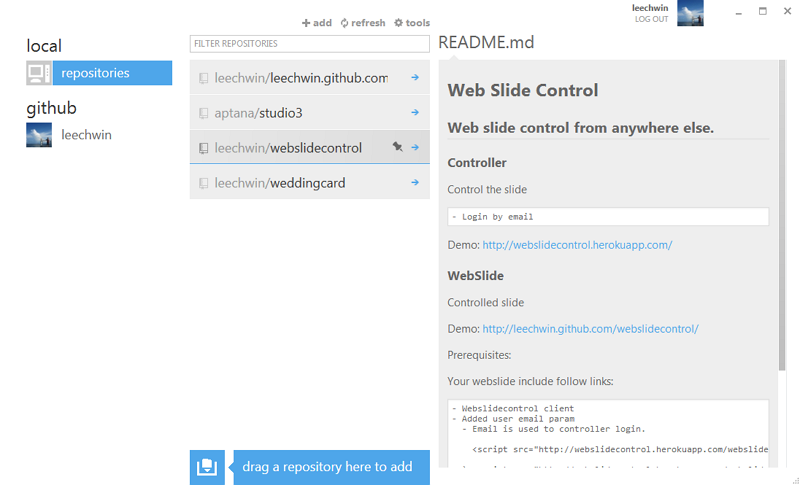 leechwin
LOG OUT
+ add refresh tools
local
repositories
github
leechwin
FILTER REPOSITORIES
leechwin/leechwin.github.com
aptana/studio3
leechwin/webslidecontrol
leechwin/weddingcard
drag a repository here to add
README.md
Web Slide Control
Web slide control from anywhere else.
Controller
Control the slide
- Login by email
Demo: http://webslidecontrol.herokuapp.com/
WebSlide
Controlled slide
Demo: http://leechwin.github.com/webslidecontrol/
Prerequisites:
Your webslide include follow links:
- Webslidecontrol client
- Added user email param
- Email is used to controller login.
<script src="http://webslidecontrol.herokuapp.com/webslide